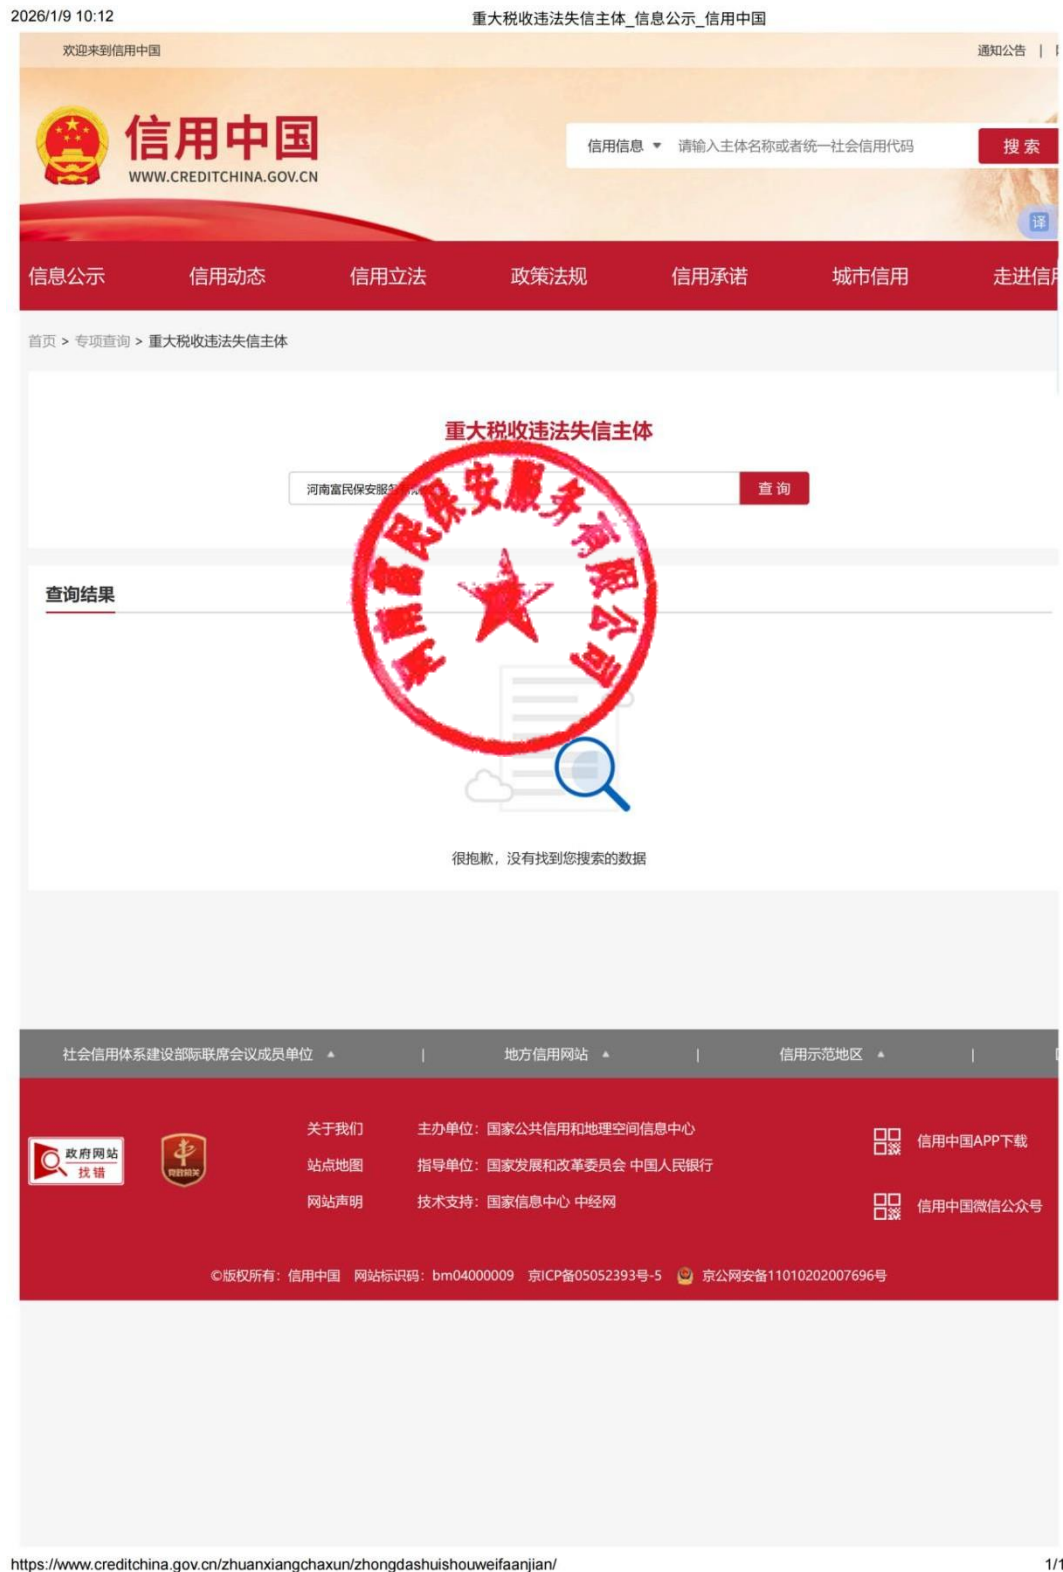 2026/1/9 10:12 重大税收违法失信主体_信息公示_信用中国
欢迎来到信用中国 通知公告 |
信用中国
WWW.CREDITCHINA.GOV.CN
信用信息 请输入主体名称或者统一社会信用代码 搜索
译
信息公示 信用动态 信用立法 政策法规 信用承诺 城市信用 走进信用
首页 > 专项查询 > 重大税收违法失信主体
重大税收违法失信主体
河南富民保安服务有限 查询
河南富民保安服务有限公司
查询结果
很抱歉，没有找到您搜索的数据
社会信用体系建设部际联席会议成员单位 | 地方信用网站 | 信用示范地区 |
政府网站
找错
党政机关
关于我们 主办单位：国家公共信用和地理空间信息中心
信用中国APP下载
站点地图 指导单位：国家发展和改革委员会 中国人民银行
网站声明 技术支持：国家信息中心 中经网
信用中国微信公众号
©版权所有：信用中国 网站标识码：bm04000009 京ICP备05052393号-5 京公网安备11010202007696号
https://www.creditchina.gov.cn/zhuanxiangchaxun/zhongdashuishouweifaanjian/ 1/1